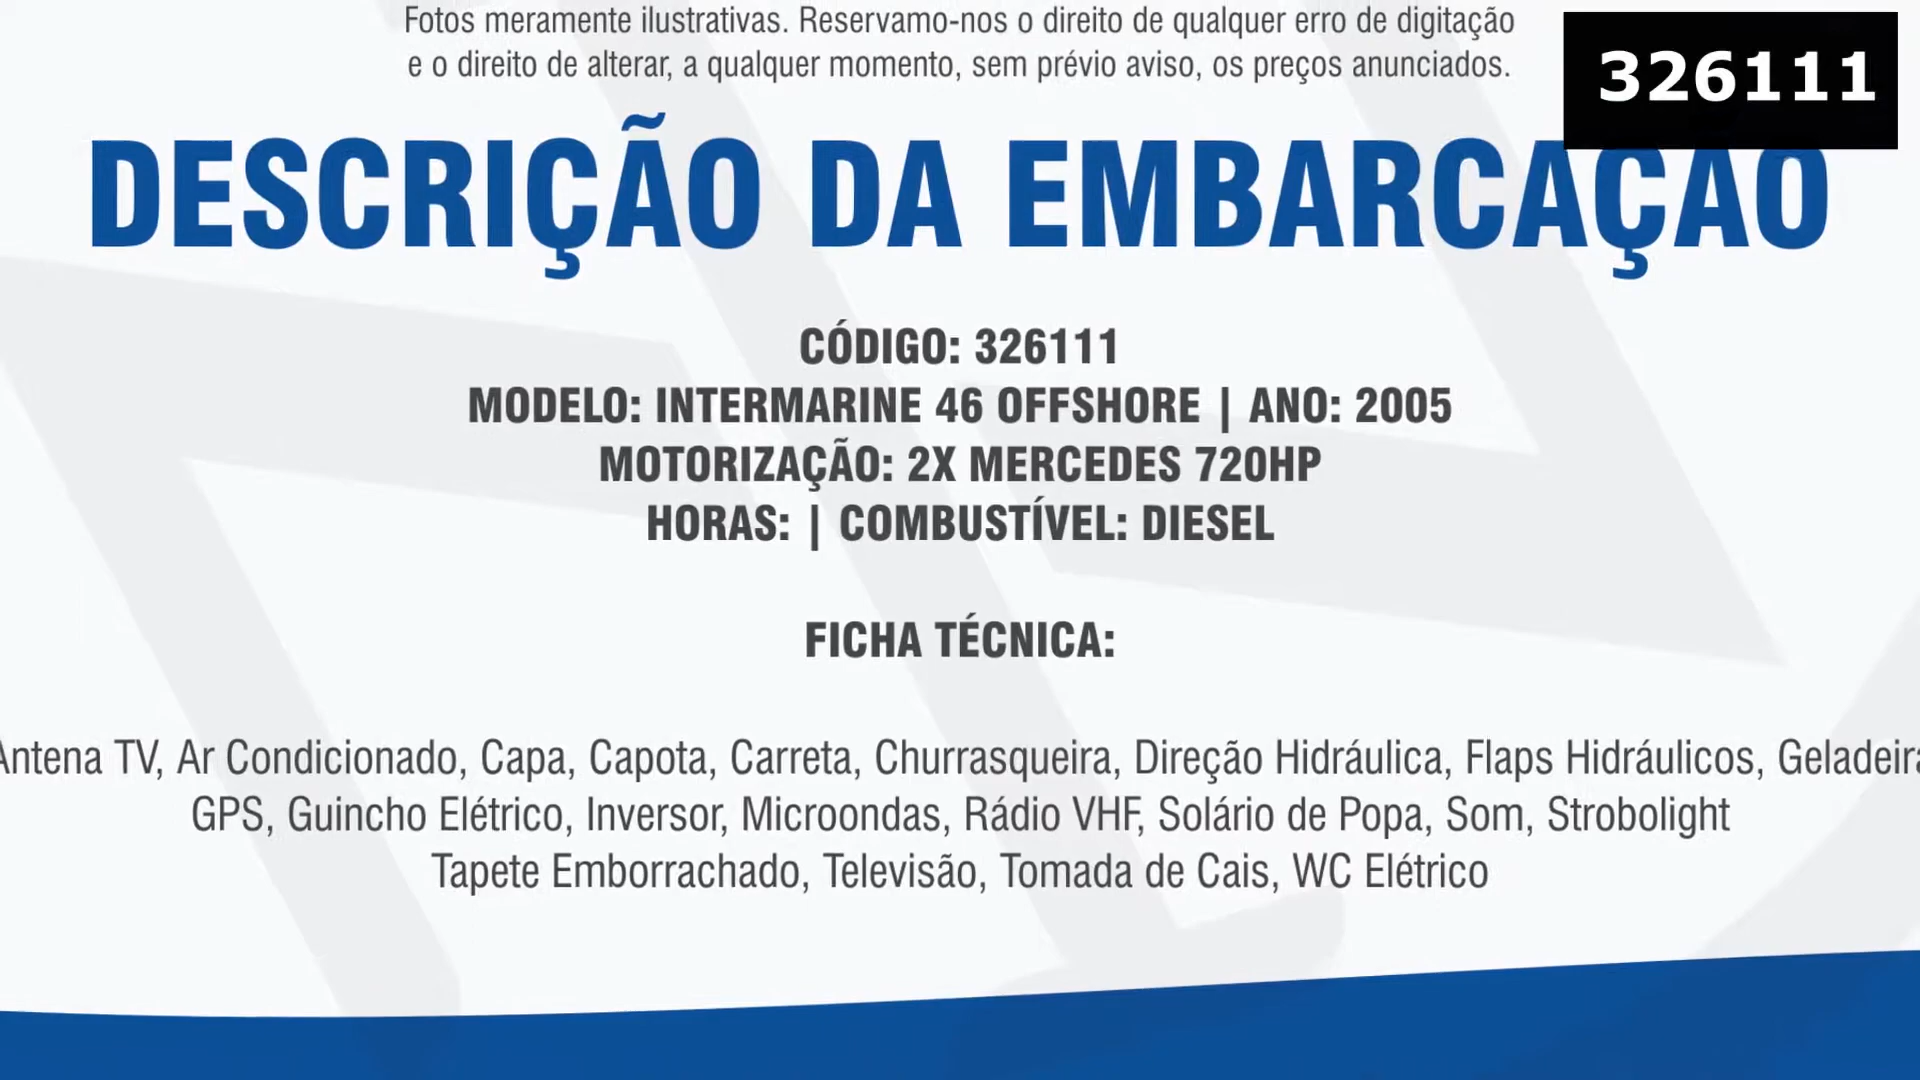 Fotos meramente ilustrativas. Reservamo-nos o direito de qualquer erro de digitação
e o direito de alterar, a qualquer momento, sem prévio aviso, os preços anunciados.
326111
DESCRIÇÃO DA EMBARCAÇÃO
CÓDIGO: 326111
MODELO: INTERMARINE 46 OFFSHORE | ANO: 2005
MOTORIZAÇÃO: 2X MERCEDES 720HP
HORAS: | COMBUSTÍVEL: DIESEL
FICHA TÉCNICA:
Antena TV, Ar Condicionado, Capa, Capota, Carreta, Churrasqueira, Direção Hidráulica, Flaps Hidráulicos, Geladeira
GPS, Guincho Elétrico, Inversor, Microondas, Rádio VHF, Solário de Popa, Som, Strobolight
Tapete Emborrachado, Televisão, Tomada de Cais, WC Elétrico